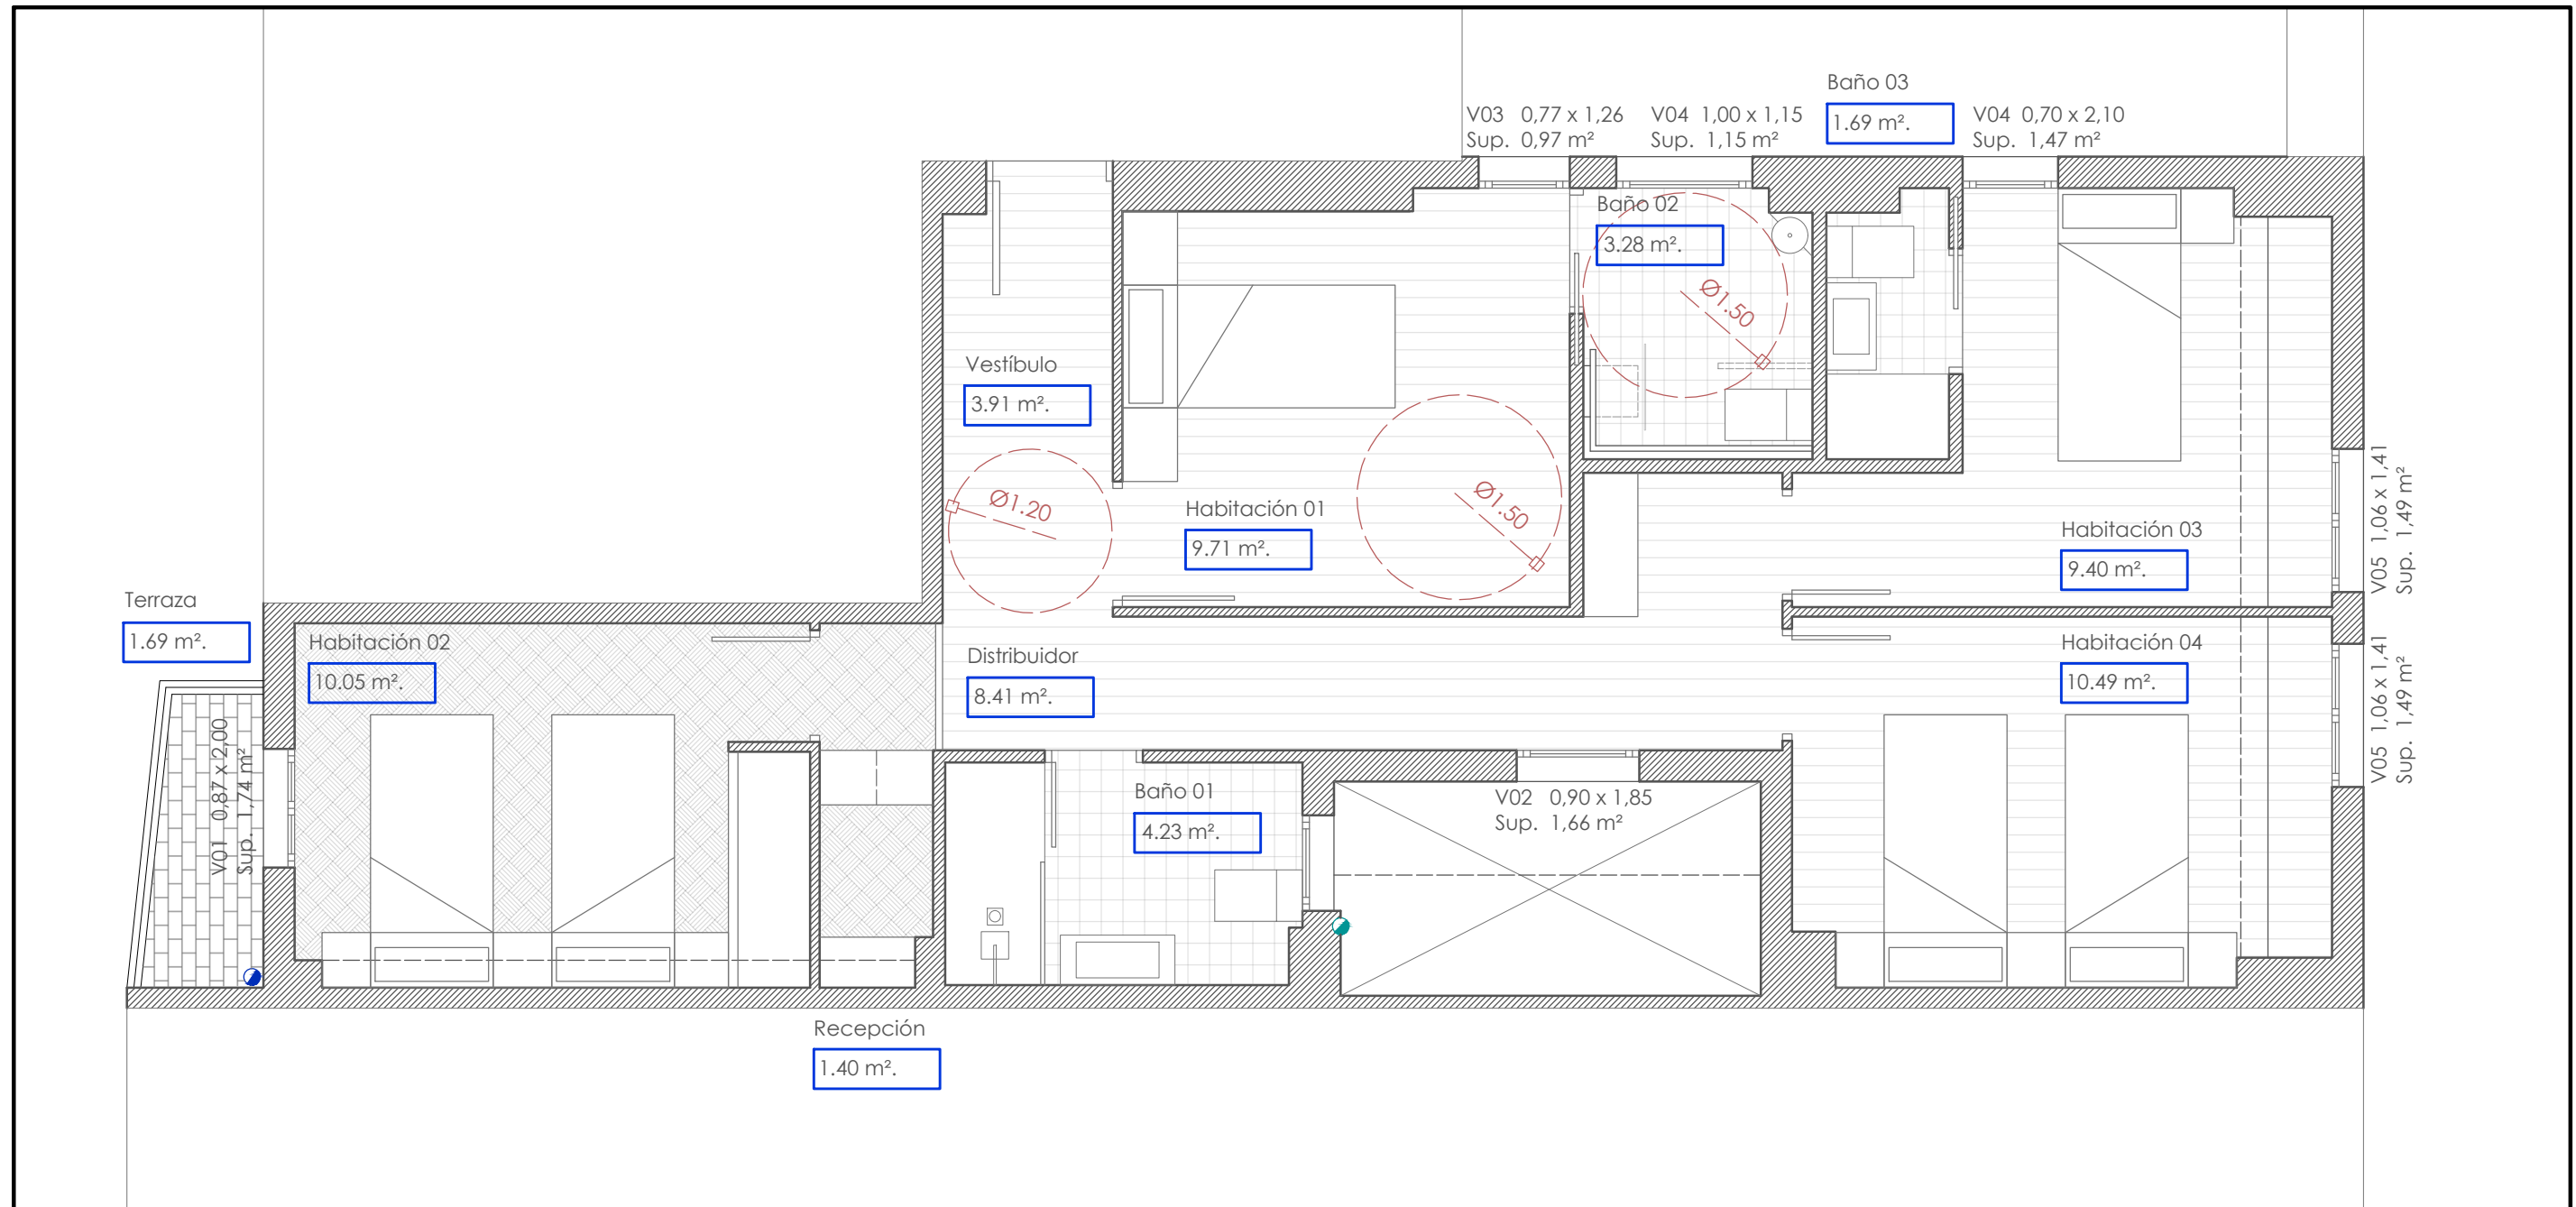 Baño 03
1.69 m².
V03 0,77 x 1,26
Sup. 0,97 m²
V04 1,00 x 1,15
Sup. 1,15 m²
V04 0,70 x 2,10
Sup. 1,47 m²
Baño 02
3.28 m².
Ø1.50
Vestíbulo
3.91 m².
Ø1.20
Habitación 01
9.71 m².
Ø1.50
Habitación 03
9.40 m².
V05 1,06 x 1,41
Sup. 1,49 m²
Terraza
1.69 m².
Habitación 02
10.05 m².
Distribuidor
8.41 m².
Habitación 04
10.49 m².
V05 1,06 x 1,41
Sup. 1,49 m²
V01 0,87 x 2,00
Sup. 1,74 m²
Baño 01
4.23 m².
V02 0,90 x 1,85
Sup. 1,66 m²
Recepción
1.40 m².